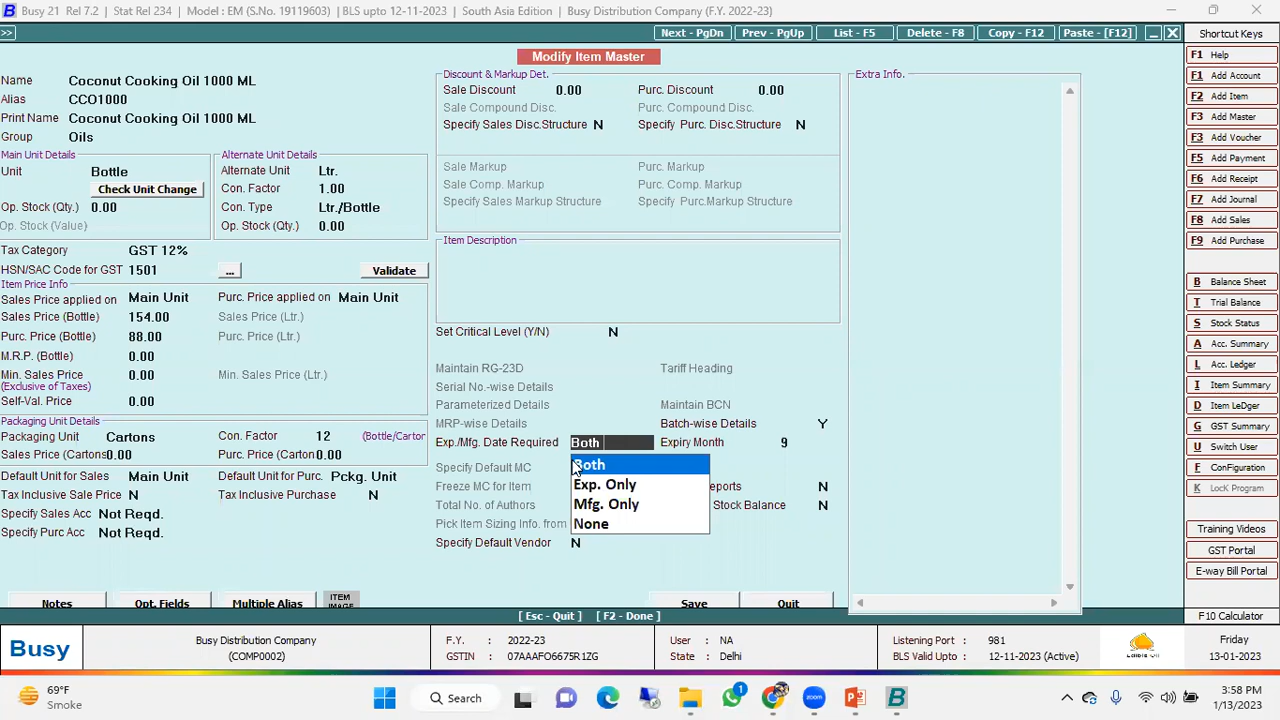 Busy 21 Rel 7.2 | Stat Rel 234 | Model : EM (S.No. 19119603) |BLS upto 12-11-2023 | South Asia Edition | Busy Distribution Company (F.Y. 2022-23)
>> Next - PgDn Prev - PgUp List - F5 Delete - F8 Copy - F12 Paste - [F12]
Modify Item Master
Name Coconut Cooking Oil 1000 ML
Alias CCO1000
Print Name Coconut Cooking Oil 1000 ML
Group Oils
Main Unit Details
Unit Bottle
Check Unit Change
Op. Stock (Qty.) 0.00
Op. Stock (Value)
Alternate Unit Details
Alternate Unit Ltr.
Con. Factor 1.00
Con. Type Ltr./Bottle
Op. Stock (Qty.) 0.00
Tax Category GST 12%
HSN/SAC Code for GST 1501 ... Validate
Item Price Info
Sales Price applied on Main Unit Purc. Price applied on Main Unit
Sales Price (Bottle) 154.00 Sales Price (Ltr.)
Purc. Price (Bottle) 88.00 Purc. Price (Ltr.)
M.R.P. (Bottle) 0.00
Min. Sales Price 0.00 Min. Sales Price (Ltr.)
(Exclusive of Taxes)
Self-Val. Price 0.00
Packaging Unit Details
Packaging Unit Cartons Con. Factor 12 (Bottle/Carton
Sales Price (Cartons 0.00 Purc. Price (Carton 0.00
Default Unit for Sales Main Unit Default Unit for Purc. Pckg. Unit
Tax Inclusive Sale Price N Tax Inclusive Purchase N
Specify Sales Acc Not Reqd.
Specify Purc Acc Not Reqd.
Notes Opt. Fields Multiple Alias ITEM IMAGE
Discount & Markup Det.
Sale Discount 0.00 Purc. Discount 0.00
Sale Compound Disc. Purc. Compound Disc.
Specify Sales Disc.Structure N Specify Purc. Disc.Structure N
Sale Markup Purc. Markup
Sale Comp. Markup Purc. Comp. Markup
Specify Sales Markup Structure Specify Purc.Markup Structure
Item Description
Set Critical Level (Y/N) N
Maintain RG-23D Tariff Heading
Serial No.-wise Details
Parameterized Details Maintain BCN
MRP-wise Details Batch-wise Details Y
Exp./Mfg. Date Required Both Expiry Month 9
Both
Exp. Only
Mfg. Only
None
Specify Default MC
Freeze MC for Item eports N
Total No. of Authors Stock Balance N
Pick Item Sizing Info. from
Specify Default Vendor N
Save Quit
Extra Info.
[ Esc - Quit ] [ F2 - Done ]
Shortcut Keys
F1 Help
F1 Add Account
F2 Add Item
F3 Add Master
F3 Add Voucher
F5 Add Payment
F6 Add Receipt
F7 Add Journal
F8 Add Sales
F9 Add Purchase
B Balance Sheet
T Trial Balance
S Stock Status
A Acc. Summary
L Acc. Ledger
I Item Summary
D Item LeDger
G GST Summary
U Switch User
F Configuration
K LocK Program
Training Videos
GST Portal
E-way Bill Portal
F10 Calculator
Busy
Busy Distribution Company
(COMP0002)
F.Y. : 2022-23
GSTIN : 07AAAFO6675R1ZG
User : NA
State : Delhi
Listening Port : 981
BLS Valid Upto : 12-11-2023 (Active)
Friday
13-01-2023
69°F
Smoke
Search
zoom
1
3:58 PM
1/13/2023